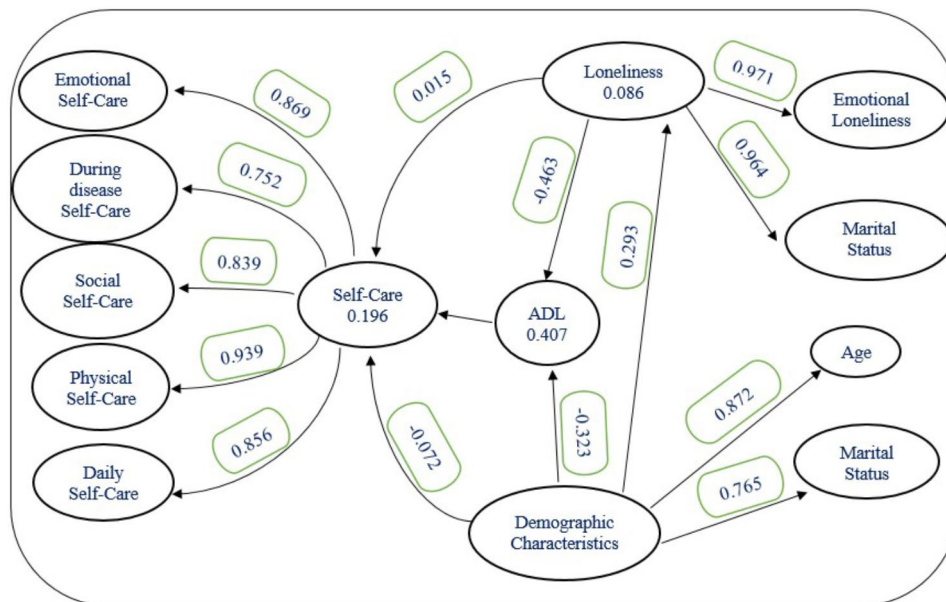 Emotional
Self-Care
During
disease
Self-Care
Social
Self-Care
Physical
Self-Care
Daily
Self-Care
0.869
0.752
0.839
0.939
0.856
Self-Care
0.196
0.015
-0.072
Loneliness
0.086
-0.463
0.293
ADL
0.407
-0.323
Demographic
Characteristics
0.971
0.964
Emotional
Loneliness
Marital
Status
0.872
0.765
Age
Marital
Status